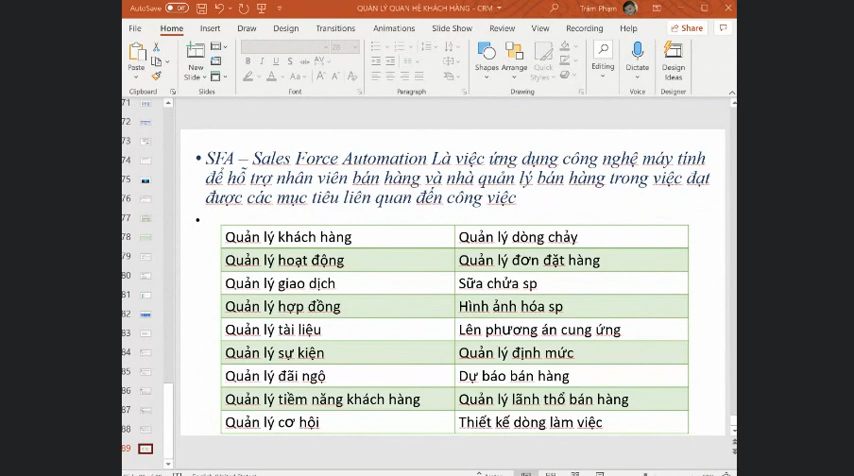 AutoSave Off
QUẢN LÝ QUAN HỆ KHÁCH HÀNG - CRM
Trâm Phạm
File Home Insert Draw Design Transitions Animations Slide Show Review View Recording Help Share
Paste
New
Slide
Shapes Arrange Quick
Styles
Editing
Dictate
Design
Ideas
Clipboard Slides Font Paragraph Drawing Voice Designer
71
72
73
74
75
76
77
78
79
80
81
82
83
84
85
86
87
88
89
• SFA – Sales Force Automation Là việc ứng dụng công nghệ máy tính
để hỗ trợ nhân viên bán hàng và nhà quản lý bán hàng trong việc đạt
được các mục tiêu liên quan đến công việc
•
Quản lý khách hàng Quản lý dòng chảy
Quản lý hoạt động Quản lý đơn đặt hàng
Quản lý giao dịch Sữa chửa sp
Quản lý hợp đồng Hình ảnh hóa sp
Quản lý tài liệu Lên phương án cung ứng
Quản lý sự kiện Quản lý định mức
Quản lý đãi ngộ Dự báo bán hàng
Quản lý tiềm năng khách hàng Quản lý lãnh thổ bán hàng
Quản lý cơ hội Thiết kế dòng làm việc